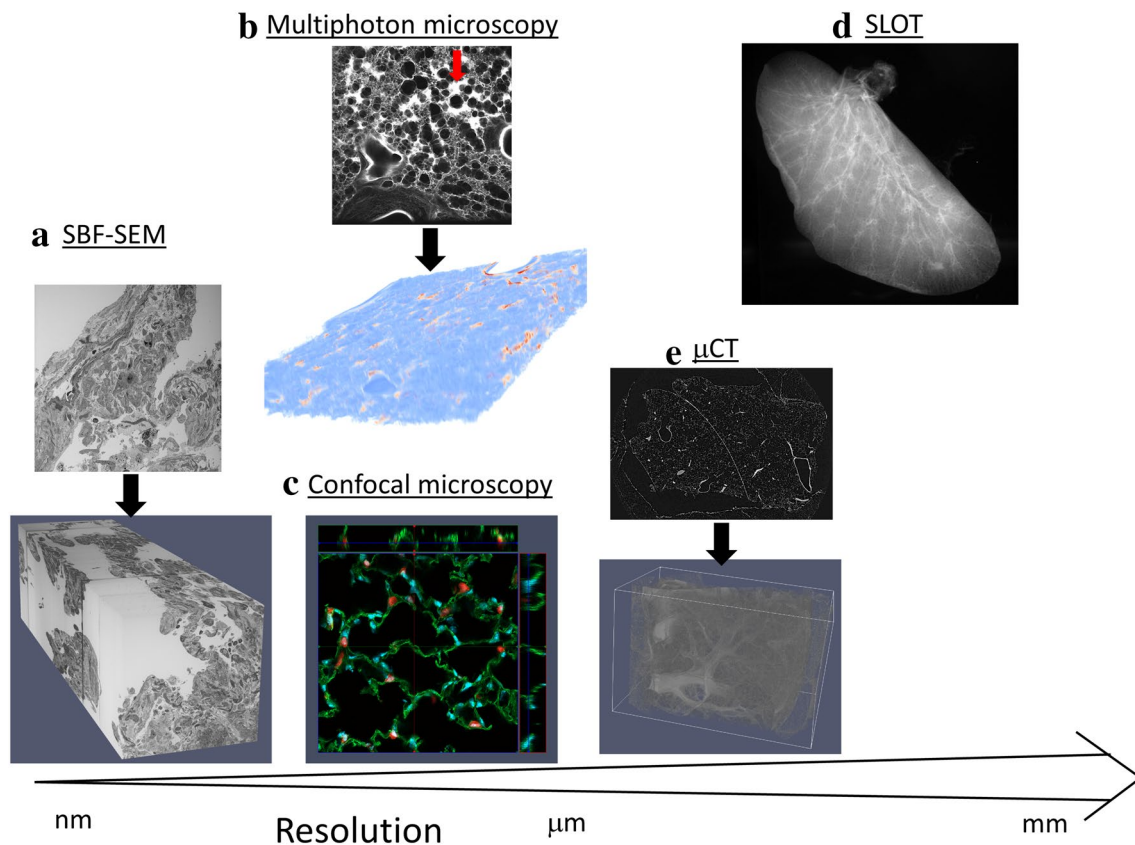 b Multiphoton microscopy
d SLOT
a SBF-SEM
e μCT
c Confocal microscopy
nm
Resolution
μm
mm